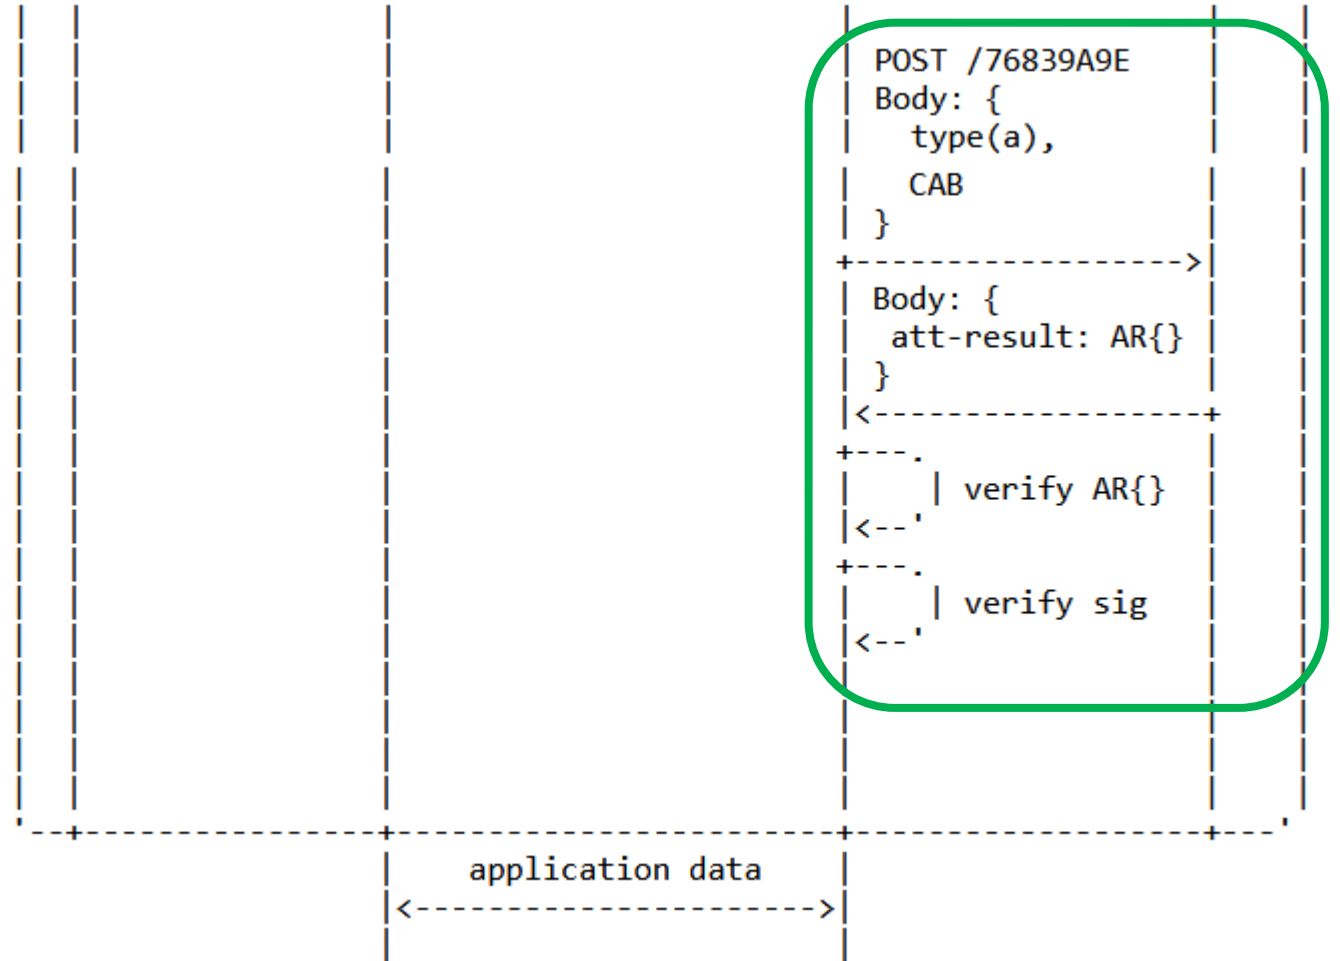 POST /76839A9E
Body: {
type(a),
CAB
}
Body: {
att-result: AR{}
}
verify AR{}
verify sig
application data